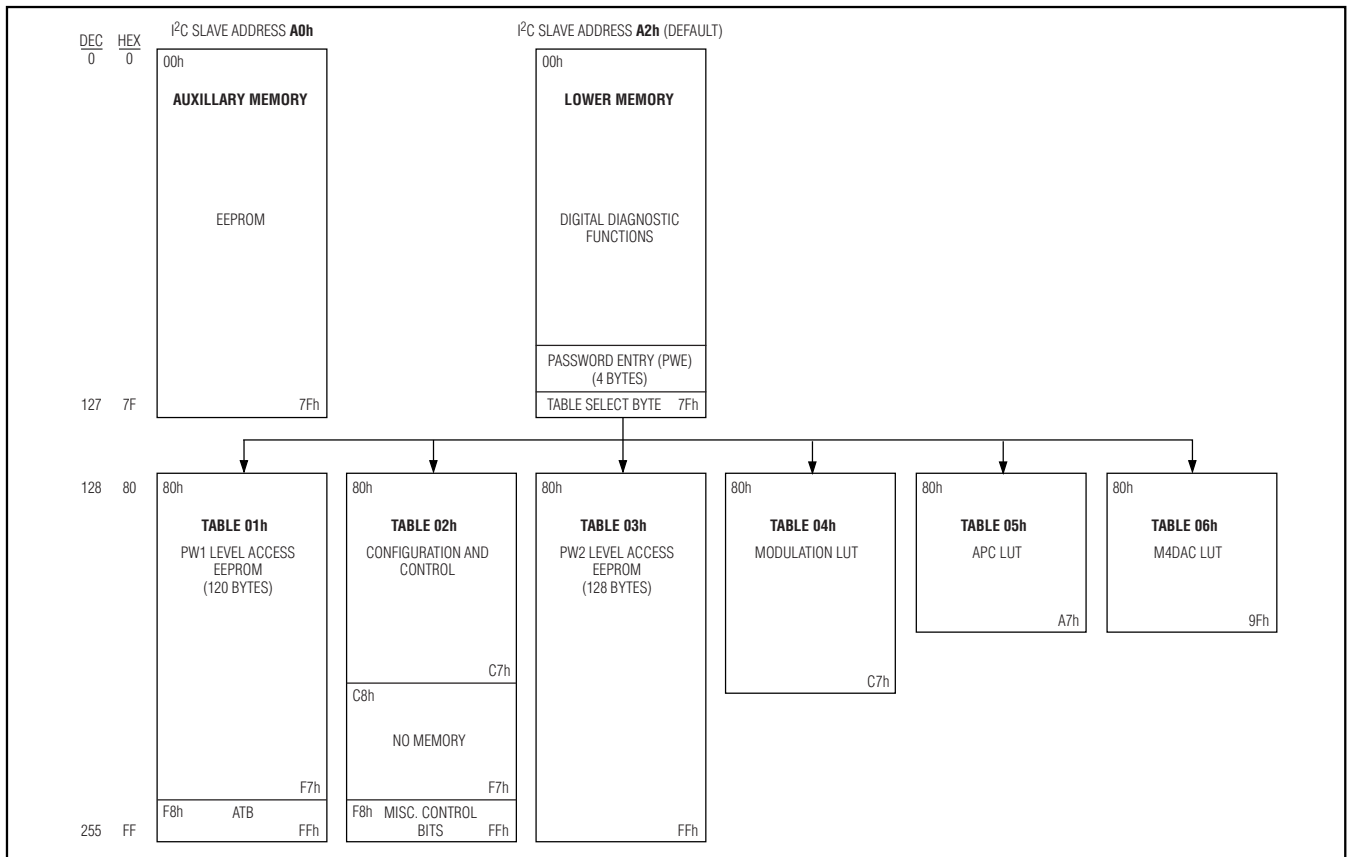 I²C SLAVE ADDRESS A0h
I²C SLAVE ADDRESS A2h (DEFAULT)
DEC HEX
0 0
00h
AUXILLARY MEMORY
EEPROM
7Fh
00h
LOWER MEMORY
DIGITAL DIAGNOSTIC
FUNCTIONS
PASSWORD ENTRY (PWE)
(4 BYTES)
TABLE SELECT BYTE 7Fh
127 7F
128 80
80h
TABLE 01h
PW1 LEVEL ACCESS
EEPROM
(120 BYTES)
F7h
F8h ATB
FFh
80h
TABLE 02h
CONFIGURATION AND
CONTROL
C7h
C8h
NO MEMORY
F7h
F8h MISC. CONTROL
BITS FFh
80h
TABLE 03h
PW2 LEVEL ACCESS
EEPROM
(128 BYTES)
FFh
80h
TABLE 04h
MODULATION LUT
C7h
80h
TABLE 05h
APC LUT
A7h
80h
TABLE 06h
M4DAC LUT
9Fh
255 FF